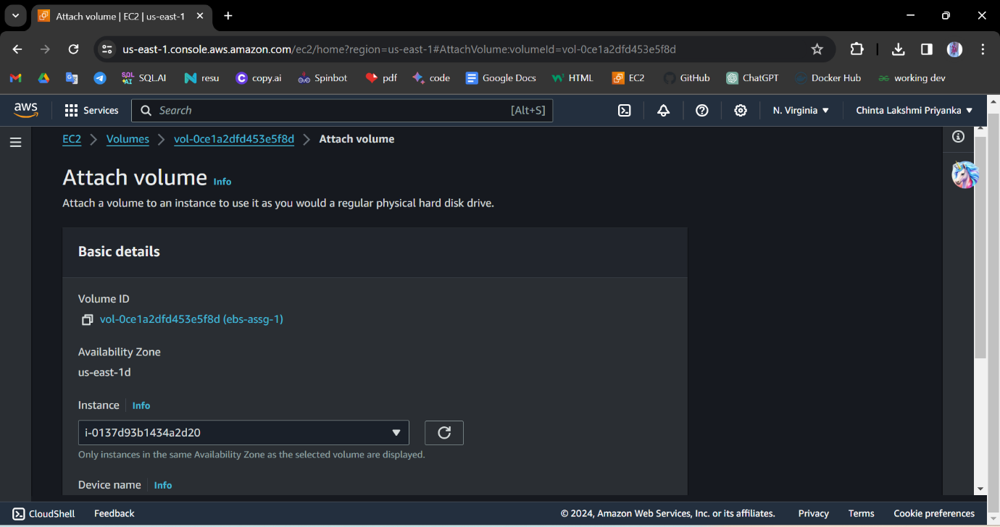 Attach volume | EC2 | us-east-1
us-east-1.console.aws.amazon.com/ec2/home?region=us-east-1#AttachVolume:volumeId=vol-0ce1a2dfd453e5f8d
SQL AI SQL.AI resu copy.ai Spinbot pdf code Google Docs HTML EC2 GitHub ChatGPT Docker Hub working dev
aws Services Search [Alt+S] N. Virginia Chinta Lakshmi Priyanka
EC2 Volumes vol-0ce1a2dfd453e5f8d Attach volume
Attach volume Info
Attach a volume to an instance to use it as you would a regular physical hard disk drive.
Basic details
Volume ID
vol-0ce1a2dfd453e5f8d (ebs-assg-1)
Availability Zone
us-east-1d
Instance Info
i-0137d93b1434a2d20
Only instances in the same Availability Zone as the selected volume are displayed.
Device name Info
CloudShell Feedback © 2024, Amazon Web Services, Inc. or its affiliates. Privacy Terms Cookie preferences